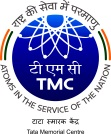 राष्ट्र की सेवा में परमाणु
टी एम सी
TMC
ATOMS IN THE SERVICE OF THE NATION
टाटा स्मारक केंद्र
Tata Memorial Centre